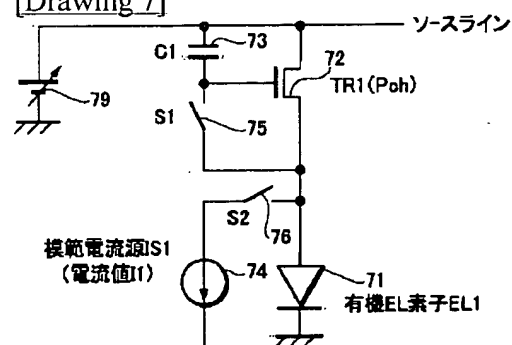 [Drawing 7]
ソースライン
C1
73
72
TR1(Pch)
79
S1
75
S2
76
模範電流源IS1
(電流値I1)
74
71
有機EL素子EL1